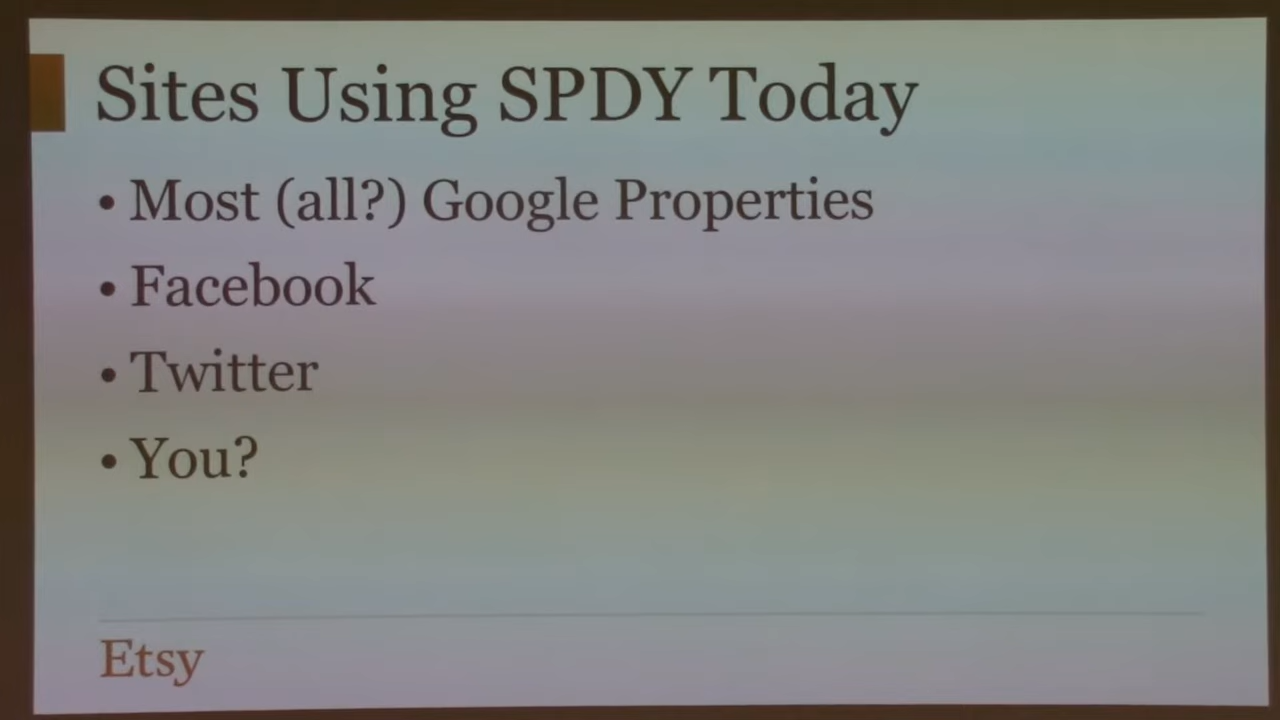 Sites Using SPDY Today
• Most (all?) Google Properties
• Facebook
• Twitter
• You?
Etsy